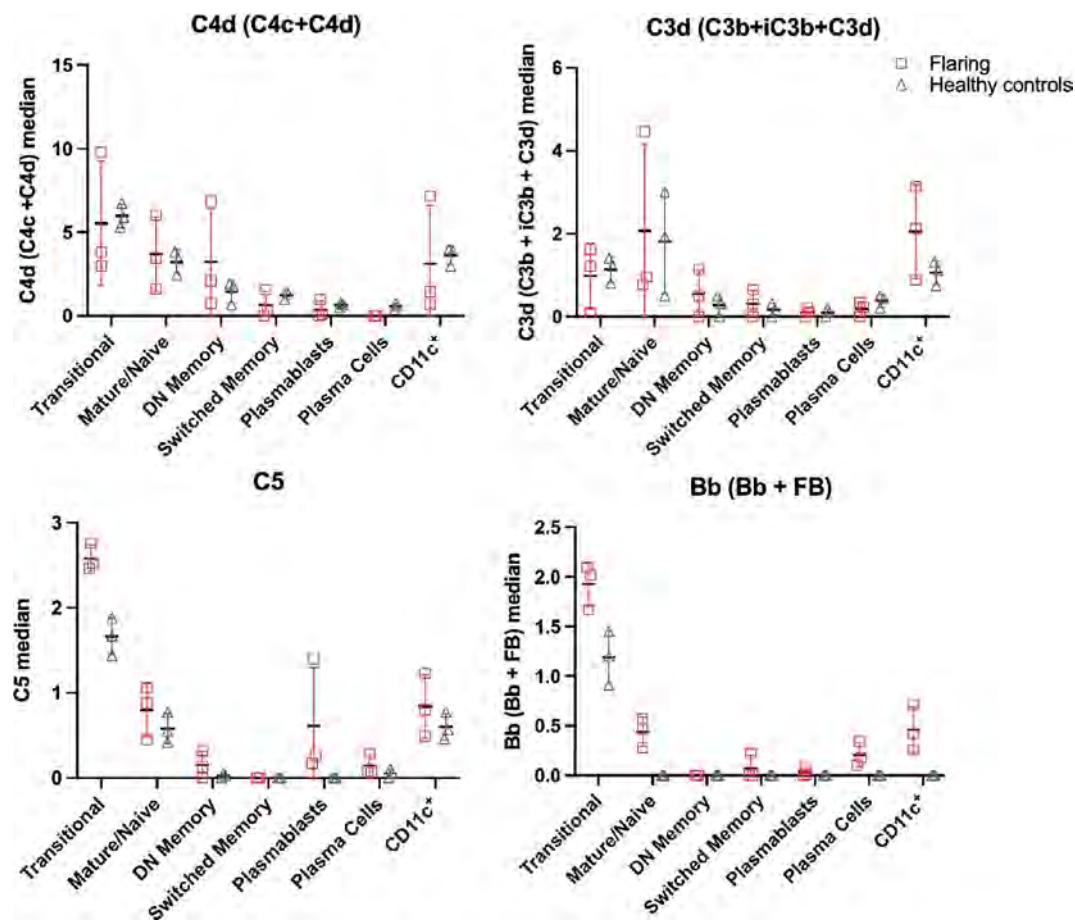 C4d (C4c+C4d)
C4d (C4c +C4d) median
15
10
5
0
Transitional
Mature/Naive
DN Memory
Switched Memory
Plasmablasts
Plasma Cells
CD11c⁺
C3d (C3b+iC3b+C3d)
Flaring
Healthy controls
C3d (C3b + iC3b + C3d) median
6
4
2
0
Transitional
Mature/Naive
DN Memory
Switched Memory
Plasmablasts
Plasma Cells
CD11c⁺
C5
C5 median
3
2
1
0
Transitional
Mature/Naive
DN Memory
Switched Memory
Plasmablasts
Plasma Cells
CD11c⁺
Bb (Bb + FB)
Bb (Bb + FB) median
2.5
2.0
1.5
1.0
0.5
0.0
Transitional
Mature/Naive
DN Memory
Switched Memory
Plasmablasts
Plasma Cells
CD11c⁺